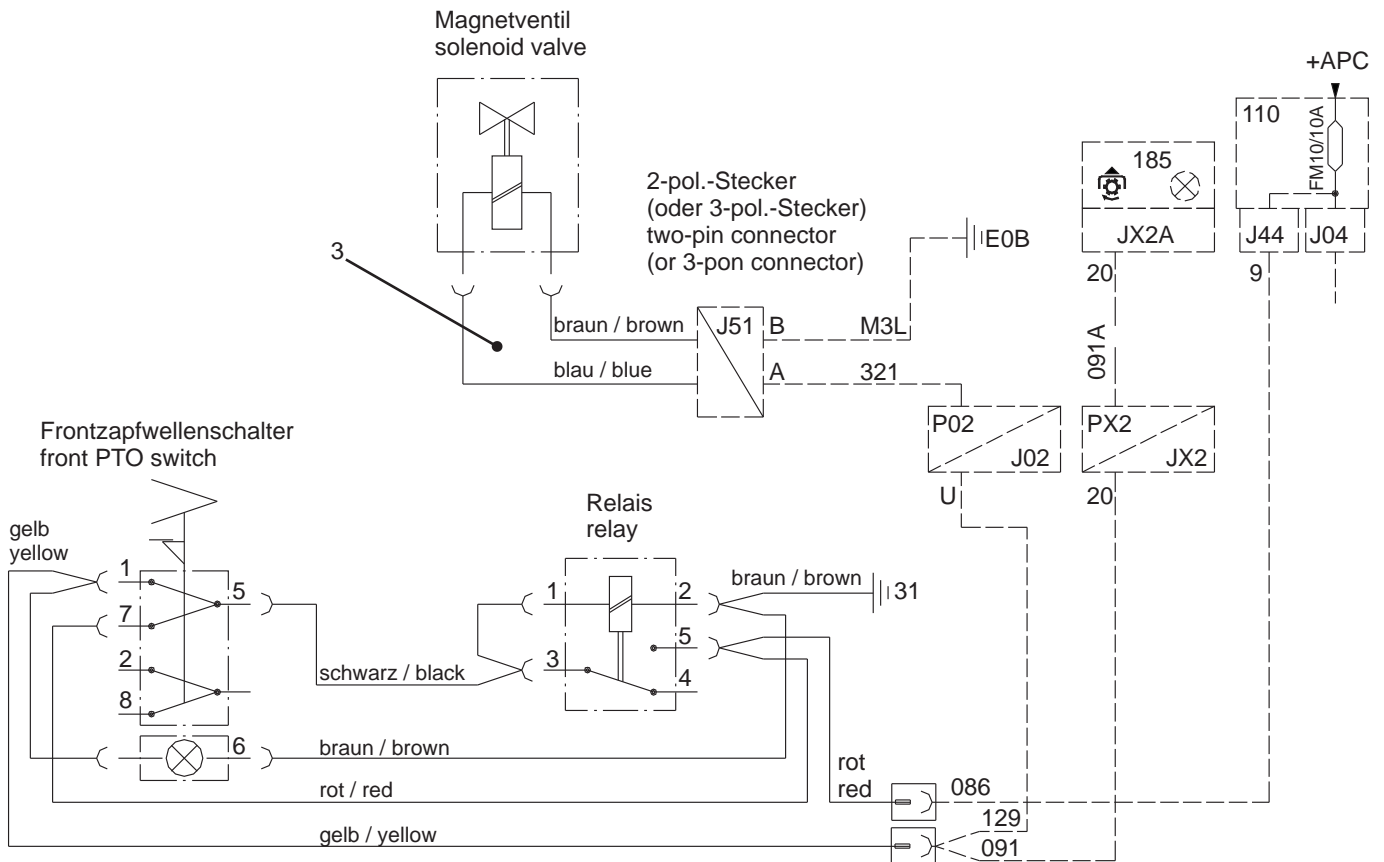 Magnetventil
solenoid valve
+APC
110
FM10/10A
185
2-pol.-Stecker
(oder 3-pol.-Stecker)
two-pin connector
(or 3-pon connector)
E0B
JX2A
J44
J04
3
20
9
braun / brown
J51
B
M3L
091A
blau / blue
A
321
P02
J02
PX2
JX2
Frontzapfwellenschalter
front PTO switch
U
20
Relais
relay
gelb
yellow
1
5
7
2
8
6
schwarz / black
1
2
3
5
4
braun / brown
31
braun / brown
rot
red
rot / red
086
129
gelb / yellow
091